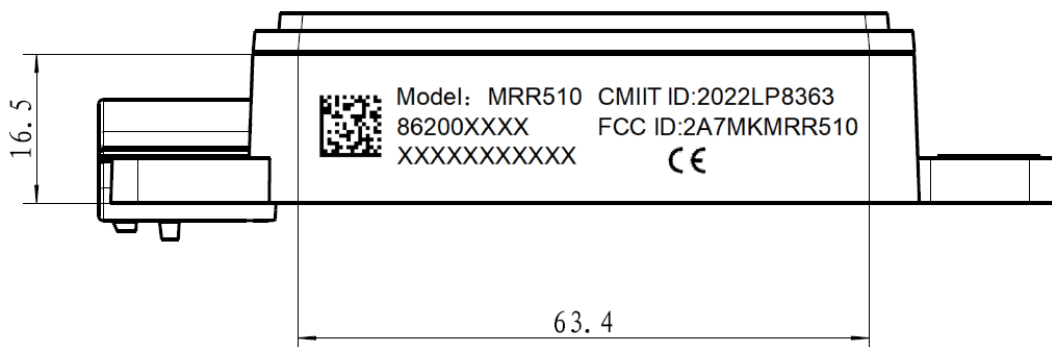 Model: MRR510 CMIIT ID:2022LP8363
86200XXXX FCC ID:2A7MKMRR510
XXXXXXXXXXX CE
16.5
63.4